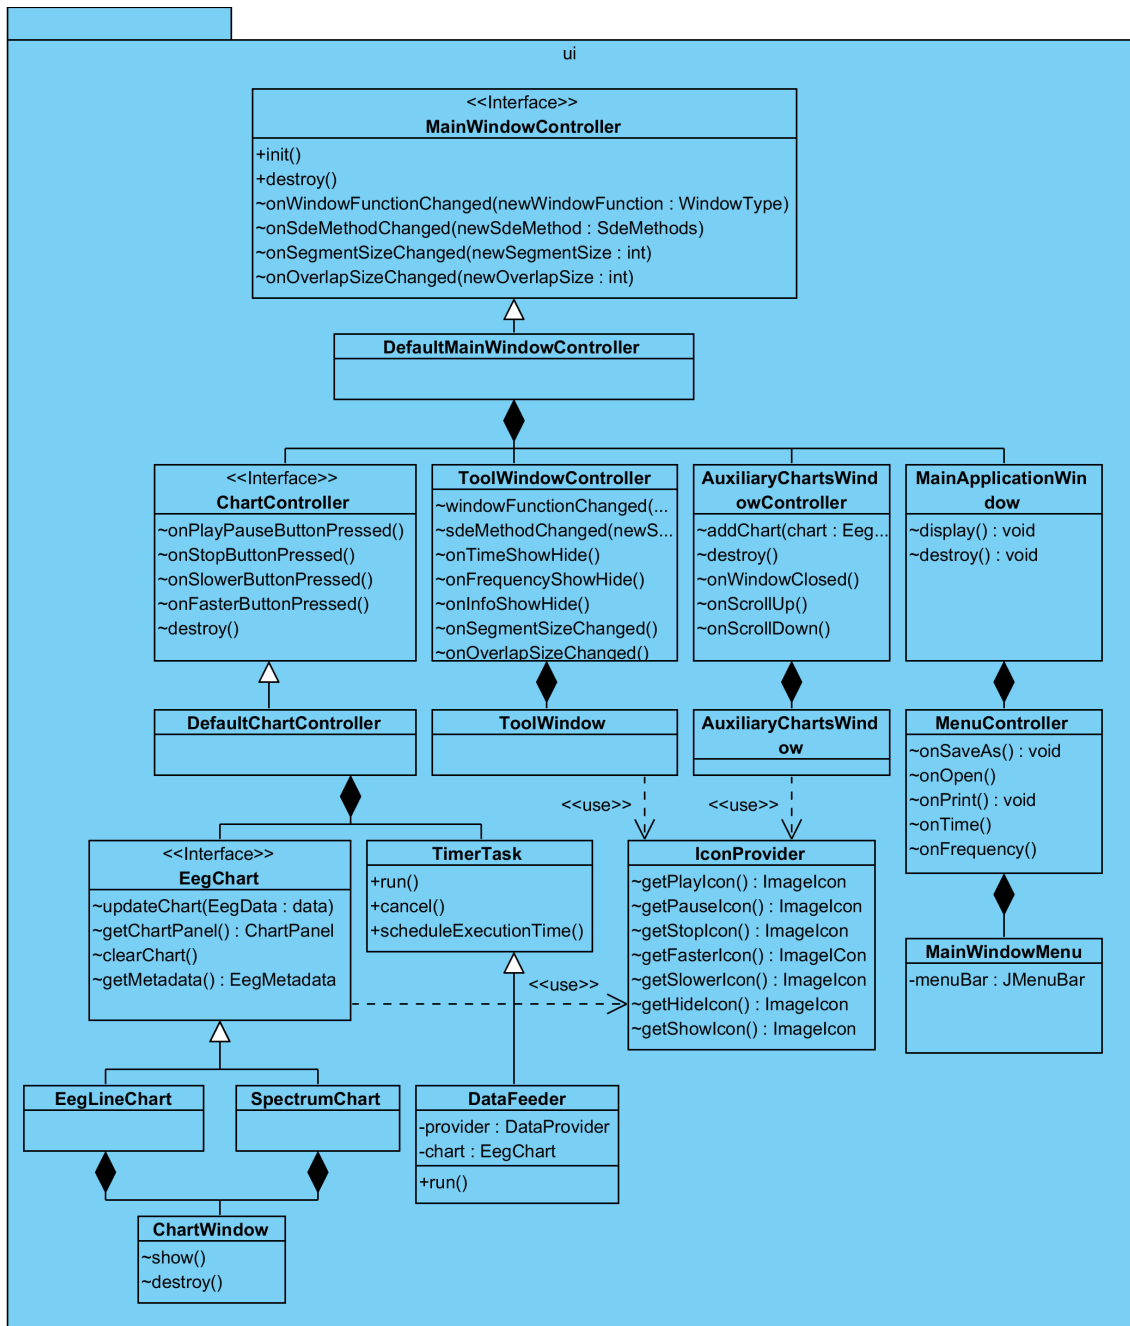 ui
<<Interface>>
MainWindowController
+init()
+destroy()
~onWindowFunctionChanged(newWindowFunction : WindowType)
~onSdeMethodChanged(newSdeMethod : SdeMethods)
~onSegmentSizeChanged(newSegmentSize : int)
~onOverlapSizeChanged(newOverlapSize : int)
DefaultMainWindowController
<<Interface>>
ChartController
~onPlayPauseButtonPressed()
~onStopButtonPressed()
~onSlowerButtonPressed()
~onFasterButtonPressed()
~destroy()
ToolWindowController
~windowFunctionChanged(...
~sdeMethodChanged(newS...
~onTimeShowHide()
~onFrequencyShowHide()
~onInfoShowHide()
~onSegmentSizeChanged()
~onOverlapSizeChanged()
AuxiliaryChartsWind
owController
~addChart(chart : Eeg...
~destroy()
~onWindowClosed()
~onScrollUp()
~onScrollDown()
MainApplicationWin
dow
~display() : void
~destroy() : void
DefaultChartController
ToolWindow
AuxiliaryChartsWind
ow
MenuController
~onSaveAs() : void
~onOpen()
~onPrint() : void
~onTime()
~onFrequency()
<<use>>
<<use>>
<<Interface>>
EegChart
~updateChart(EegData : data)
~getChartPanel() : ChartPanel
~clearChart()
~getMetadata() : EegMetadata
TimerTask
+run()
+cancel()
+scheduleExecutionTime()
IconProvider
~getPlayIcon() : ImageIcon
~getPauseIcon() : ImageIcon
~getStopIcon() : ImageIcon
~getFasterIcon() : ImageICon
~getSlowerIcon() : ImageIcon
~getHideIcon() : ImageIcon
~getShowIcon() : ImageIcon
MainWindowMenu
-menuBar : JMenuBar
<<use>>
EegLineChart
SpectrumChart
DataFeeder
-provider : DataProvider
-chart : EegChart
+run()
ChartWindow
~show()
~destroy()